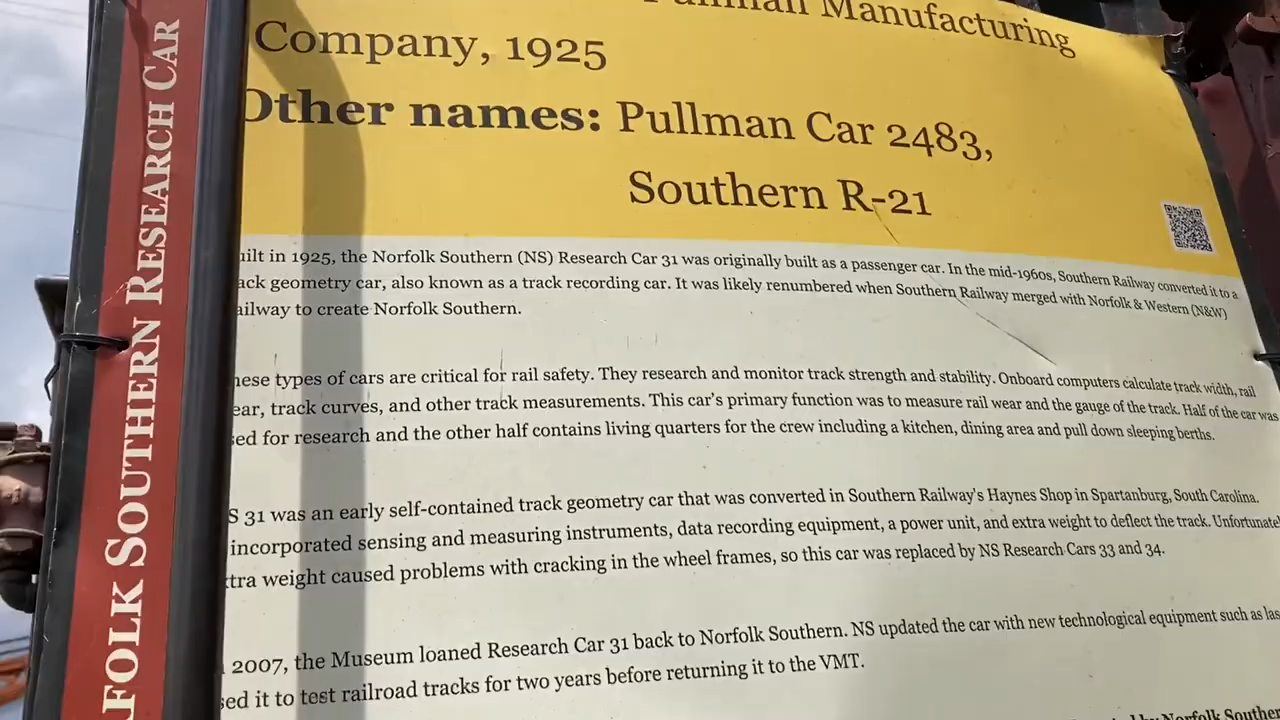 Manufacturing
Company, 1925
Other names: Pullman Car 2483,
Southern R-21
NORFOLK SOUTHERN RESEARCH CAR
uilt in 1925, the Norfolk Southern (NS) Research Car 31 was originally built as a passenger car. In the mid-1960s, Southern Railway converted it to a
ack geometry car, also known as a track recording car. It was likely renumbered when Southern Railway merged with Norfolk & Western (N&W)
ailway to create Norfolk Southern.
hese types of cars are critical for rail safety. They research and monitor track strength and stability. Onboard computers calculate track width, rail
ear, track curves, and other track measurements. This car's primary function was to measure rail wear and the gauge of the track. Half of the car was
sed for research and the other half contains living quarters for the crew including a kitchen, dining area and pull down sleeping berths.
S 31 was an early self-contained track geometry car that was converted in Southern Railway's Haynes Shop in Spartanburg, South Carolina.
incorporated sensing and measuring instruments, data recording equipment, a power unit, and extra weight to deflect the track. Unfortunate
xtra weight caused problems with cracking in the wheel frames, so this car was replaced by NS Research Cars 33 and 34.
2007, the Museum loaned Research Car 31 back to Norfolk Southern. NS updated the car with new technological equipment such as las
sed it to test railroad tracks for two years before returning it to the VMT.
by Norfolk Souther